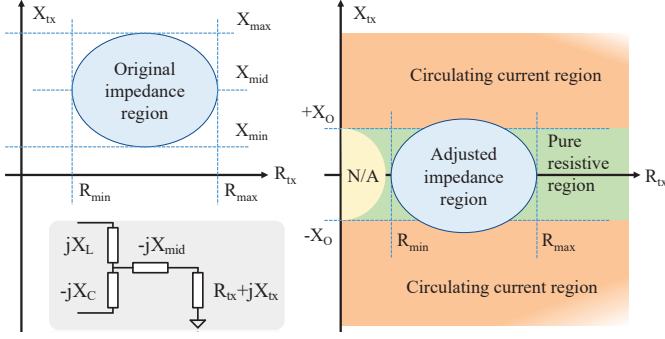 X_tx
X_max
Original
impedance
region
X_mid
X_min
R_tx
R_min
R_max
jX_L
-jX_mid
-jX_C
R_tx+jX_tx
X_tx
Circulating current region
+X_O
N/A
Adjusted
impedance
region
Pure
resistive
region
R_tx
-X_O
R_min
R_max
Circulating current region